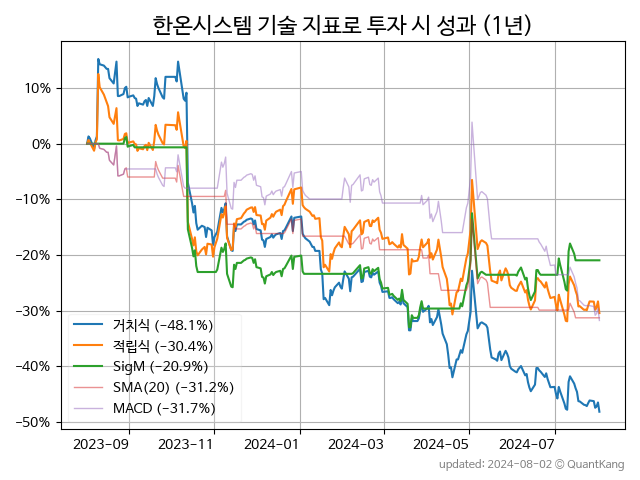 한온시스템 기술 지표로 투자 시 성과 (1년)
10%
0%
−10%
−20%
−30%
−40%
−50%
거치식 (−48.1%)
적립식 (−30.4%)
SigM (−20.9%)
SMA(20) (−31.2%)
MACD (−31.7%)
2023-09 2023-11 2024-01 2024-03 2024-05 2024-07
updated: 2024-08-02 © QuantKang